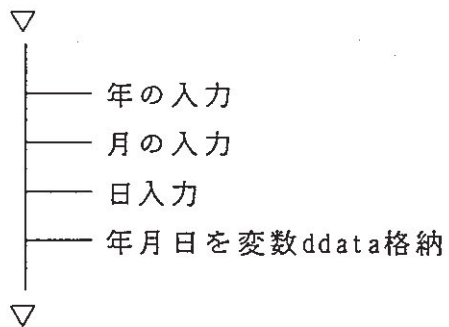 年の入力
月の入力
日入力
年月日を変数ddata格納